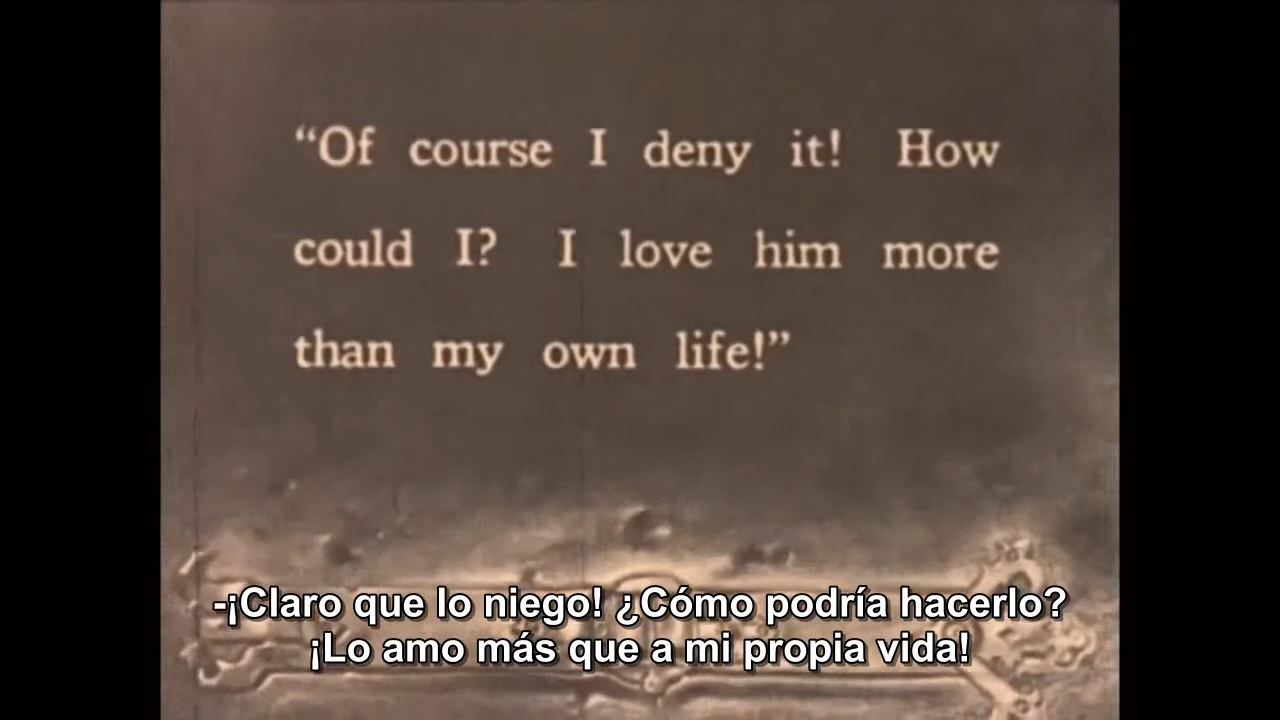 “Of course I deny it! How
could I? I love him more
than my own life!”
-¡Claro que lo niego! ¿Cómo podría hacerlo?
¡Lo amo más que a mi propia vida!